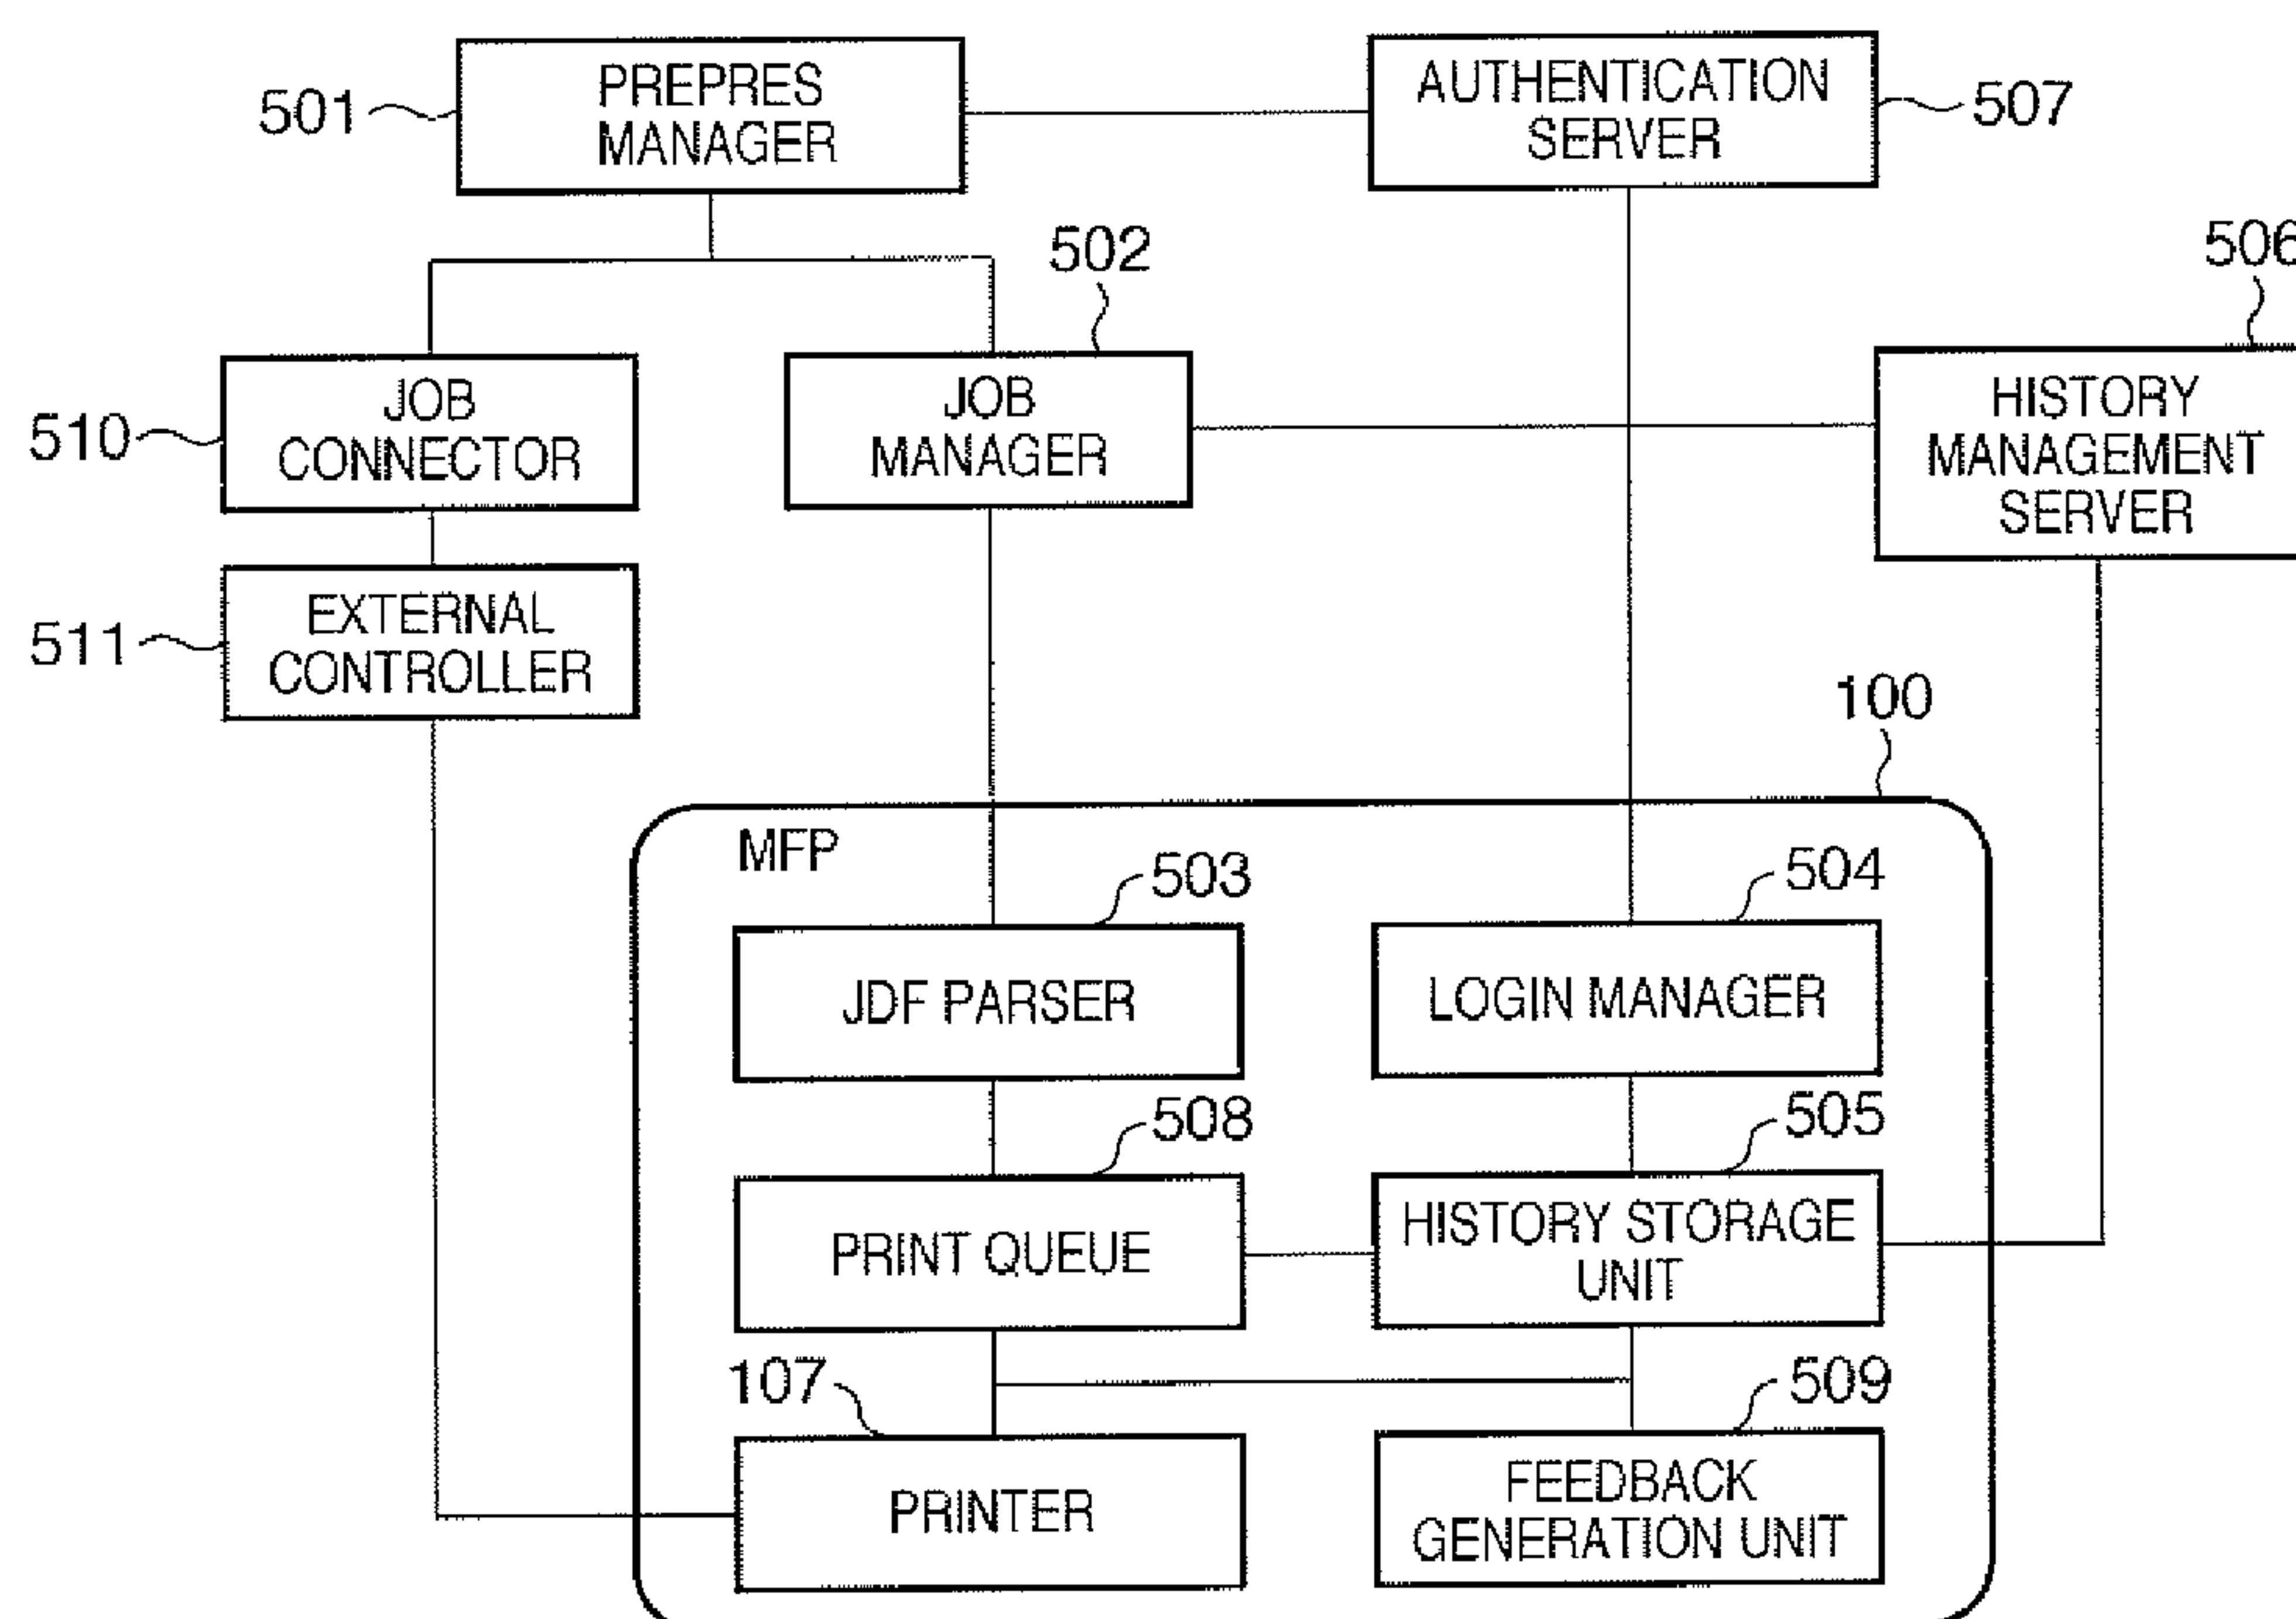 501
PREPRES
MANAGER
AUTHENTICATION
SERVER
507
502
506
510
JOB
CONNECTOR
JOB
MANAGER
HISTORY
MANAGEMENT
SERVER
511
EXTERNAL
CONTROLLER
100
MFP
503
504
JDF PARSER
LOGIN MANAGER
508
505
PRINT QUEUE
HISTORY STORAGE
UNIT
107
509
PRINTER
FEEDBACK
GENERATION UNIT